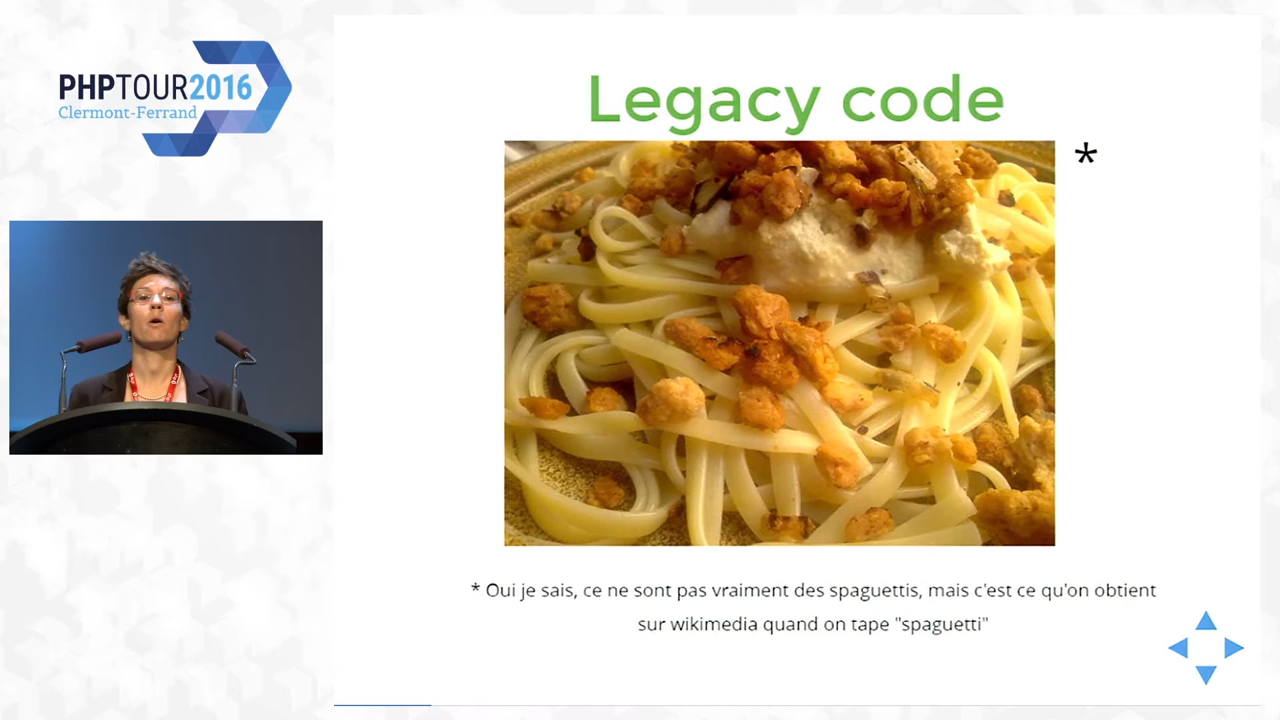 PHPTOUR2016
Clermont-Ferrand
Legacy code
*
* Oui je sais, ce ne sont pas vraiment des spaguettis, mais c'est ce qu'on obtient
sur wikimedia quand on tape "spaguetti"